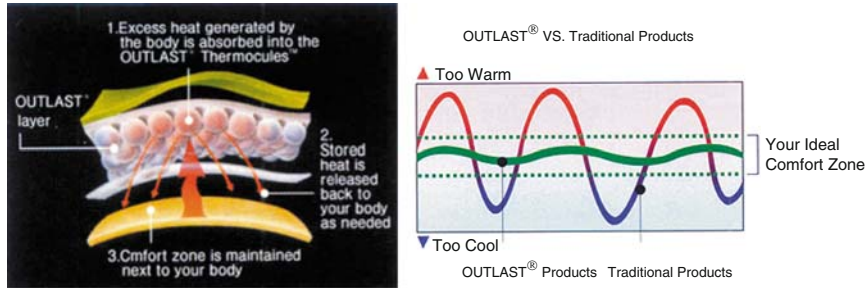 1.Excess heat generated by
the body is absorbed into the
OUTLAST® Thermocules™
OUTLAST®
layer
2.
Stored
heat is
released
back to
your body
as needed
3.Cmfort zone is maintained
next to your body
OUTLAST® VS. Traditional Products
▲ Too Warm
Your Ideal
Comfort Zone
▼ Too Cool
OUTLAST® Products Traditional Products